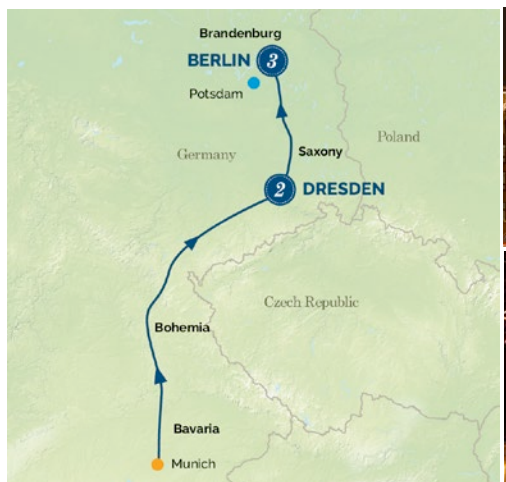 Brandenburg
BERLIN 3
Potsdam
Poland
Germany
Saxony
2 DRESDEN
Czech Republic
Bohemia
Bavaria
Munich